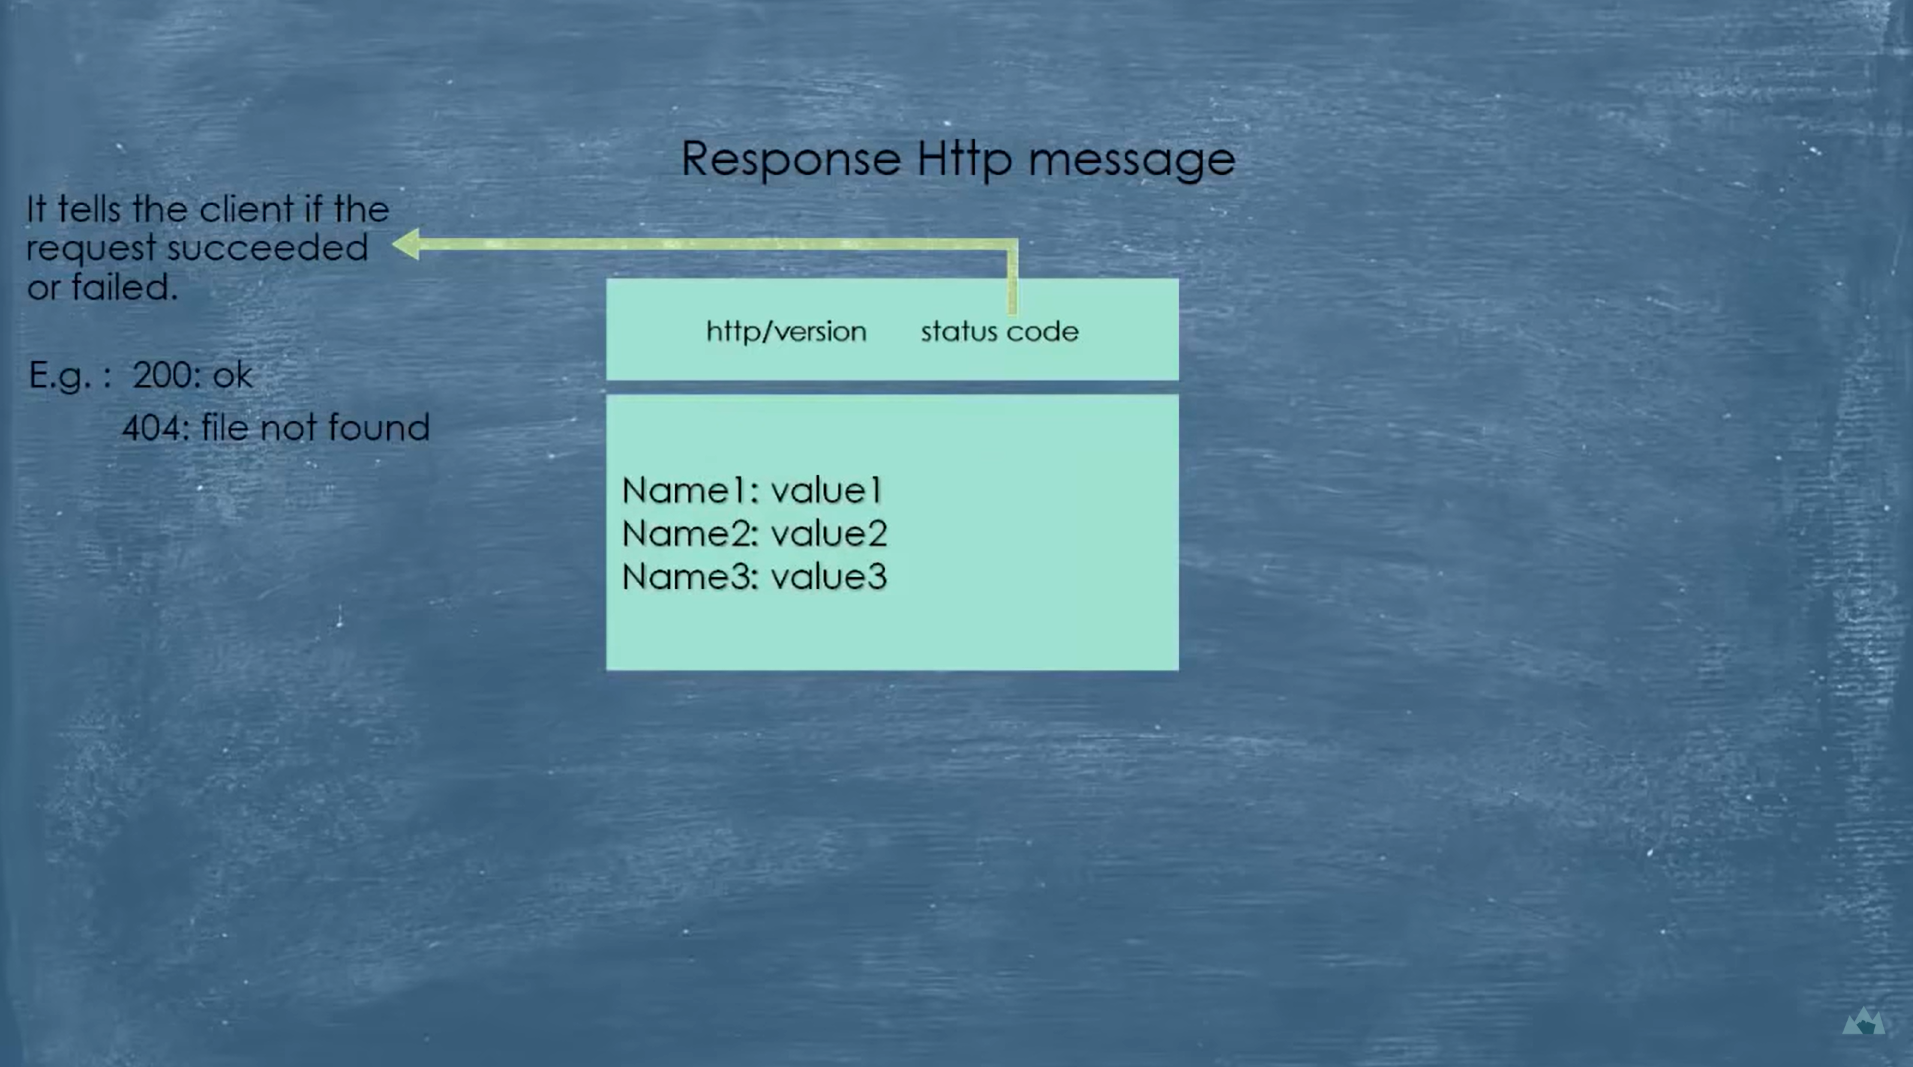 Response Http message
It tells the client if the
request succeeded
or failed.
E.g. : 200: ok
404: file not found
http/version status code
Name1: value1
Name2: value2
Name3: value3